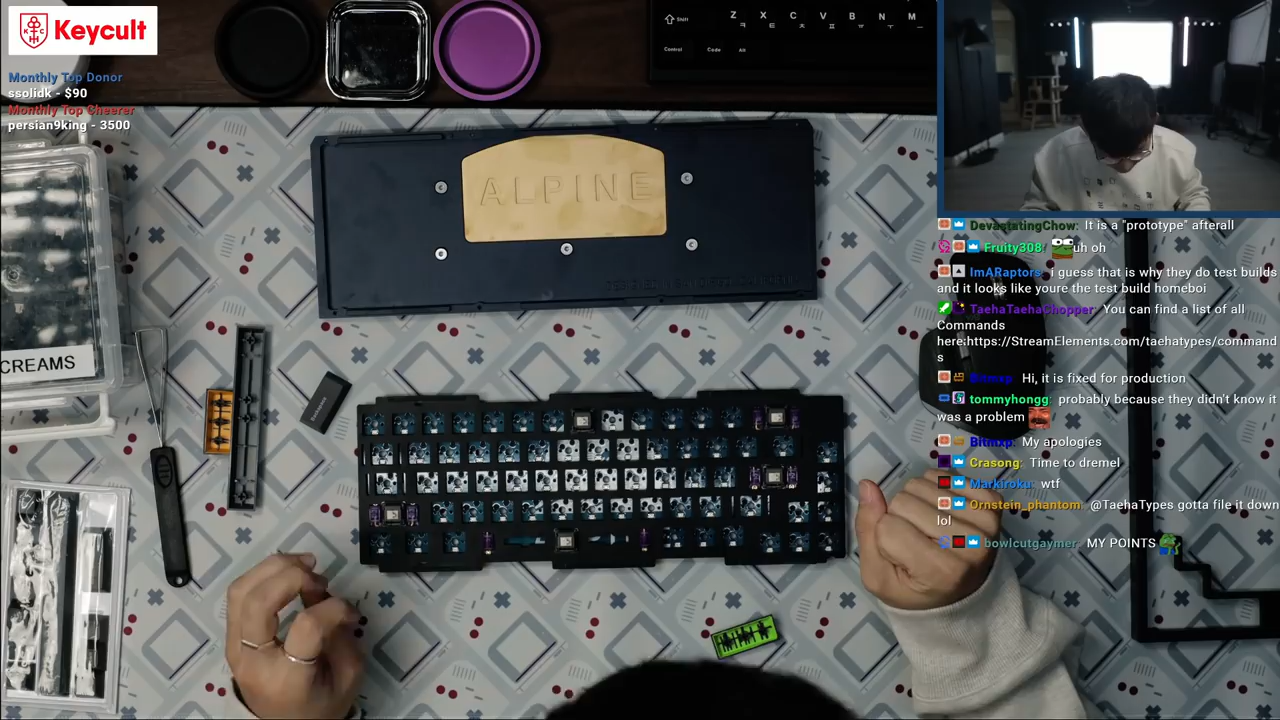 Keycult
Monthly Top Donor
ssolidk - $90
Monthly Top Cheerer
persian9king - 3500
CREAMS
ALPINE
Shift
Z X C V B N M
ㅋ ㅌ ㅊ ㅍ ㅠ ㅜ ㅡ
Control Code Alt
DevastatingChow: It is a "prototype" afterall
Fruity308: uh oh
ImARaptors: i guess that is why they do test builds
and it looks like youre the test build homeboi
TaehaTaehaChopper: You can find a list of all
Commands
here:https://StreamElements.com/taehatypes/command
s
Bitmxp: Hi, it is fixed for production
tommyhongg: probably because they didn't know it
was a problem
Bitmxp: My apologies
Crasong: Time to dremel
Markiroku: wtf
Ornstein_phantom: @TaehaTypes gotta file it down
lol
bowlcutgaymer: MY POINTS